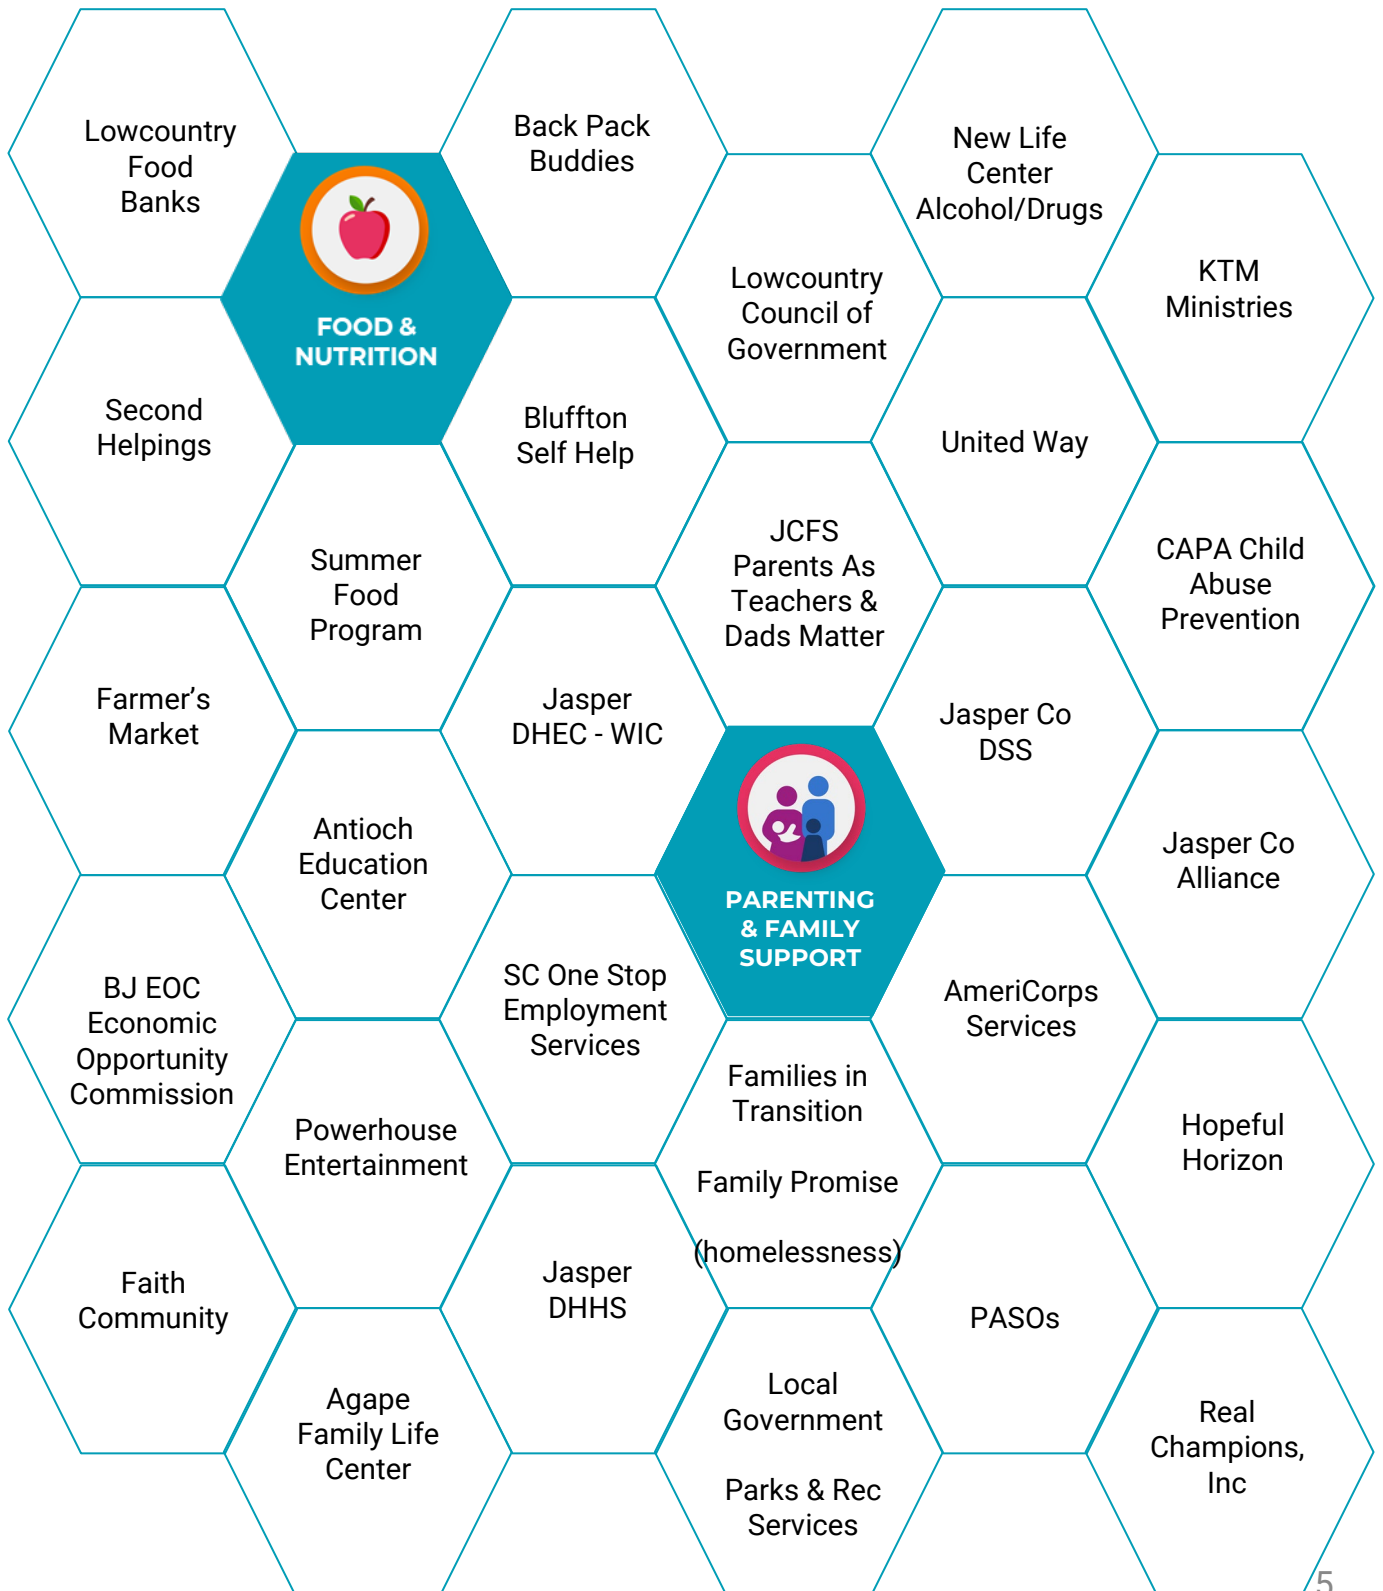 Lowcountry
Food
Banks
Back Pack
Buddies
New Life
Center
Alcohol/Drugs
FOOD &
NUTRITION
Lowcountry
Council of
Government
KTM
Ministries
Second
Helpings
Bluffton
Self Help
United Way
Summer
Food
Program
JCFS
Parents As
Teachers &
Dads Matter
CAPA Child
Abuse
Prevention
Farmer’s
Market
Jasper
DHEC - WIC
Jasper Co
DSS
Antioch
Education
Center
PARENTING
& FAMILY
SUPPORT
Jasper Co
Alliance
BJ EOC
Economic
Opportunity
Commission
SC One Stop
Employment
Services
AmeriCorps
Services
Powerhouse
Entertainment
Families in
Transition
Family Promise
(homelessness)
Hopeful
Horizon
Faith
Community
Jasper
DHHS
PASOs
Agape
Family Life
Center
Local
Government
Parks & Rec
Services
Real
Champions,
Inc
5